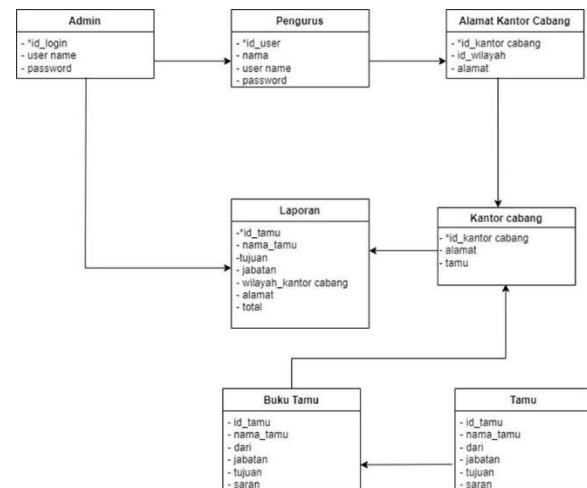 Admin
- *id_login
- user name
- password
Pengurus
- *id_user
- nama
- user name
- password
Alamat Kantor Cabang
- *id_kantor cabang
- id_wilayah
- alamat
Laporan
-*id_tamu
- nama_tamu
-tujuan
- jabatan
- wilayah_kantor cabang
- alamat
- total
Kantor cabang
- *id_kantor cabang
- alamat
- tamu
Buku Tamu
- id_tamu
- nama_tamu
- dari
- jabatan
- tujuan
- saran
Tamu
- id_tamu
- nama_tamu
- dari
- jabatan
- tujuan
- saran